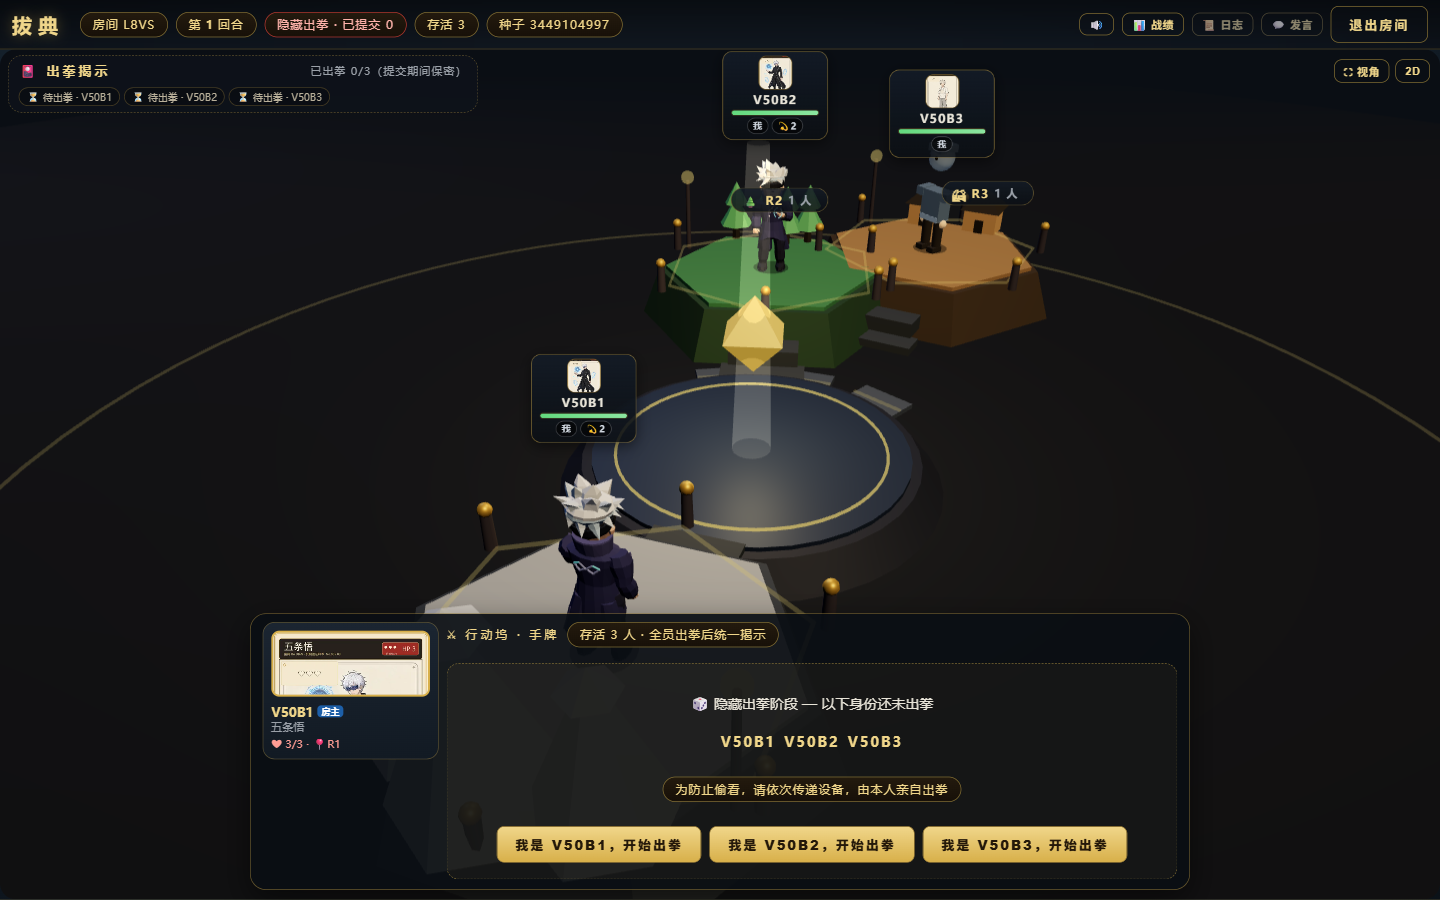 拔典
房间 L8VS
第 1 回合
隐藏出拳 · 已提交 0
存活 3
种子 3449104997
战绩
日志
发言
退出房间
出拳揭示
已出拳 0/3（提交期间保密）
待出拳 · V50B1
待出拳 · V50B2
待出拳 · V50B3
视角
2D
V50B2
我
2
V50B3
我
R2 1 人
R3 1 人
V50B1
我
2
五条悟
HP 3
V50B1 房主
五条悟
3/3 · R1
行动坞 · 手牌
存活 3 人 · 全员出拳后统一揭示
隐藏出拳阶段 — 以下身份还未出拳
V50B1 V50B2 V50B3
为防止偷看，请依次传递设备，由本人亲自出拳
我是 V50B1，开始出拳
我是 V50B2，开始出拳
我是 V50B3，开始出拳